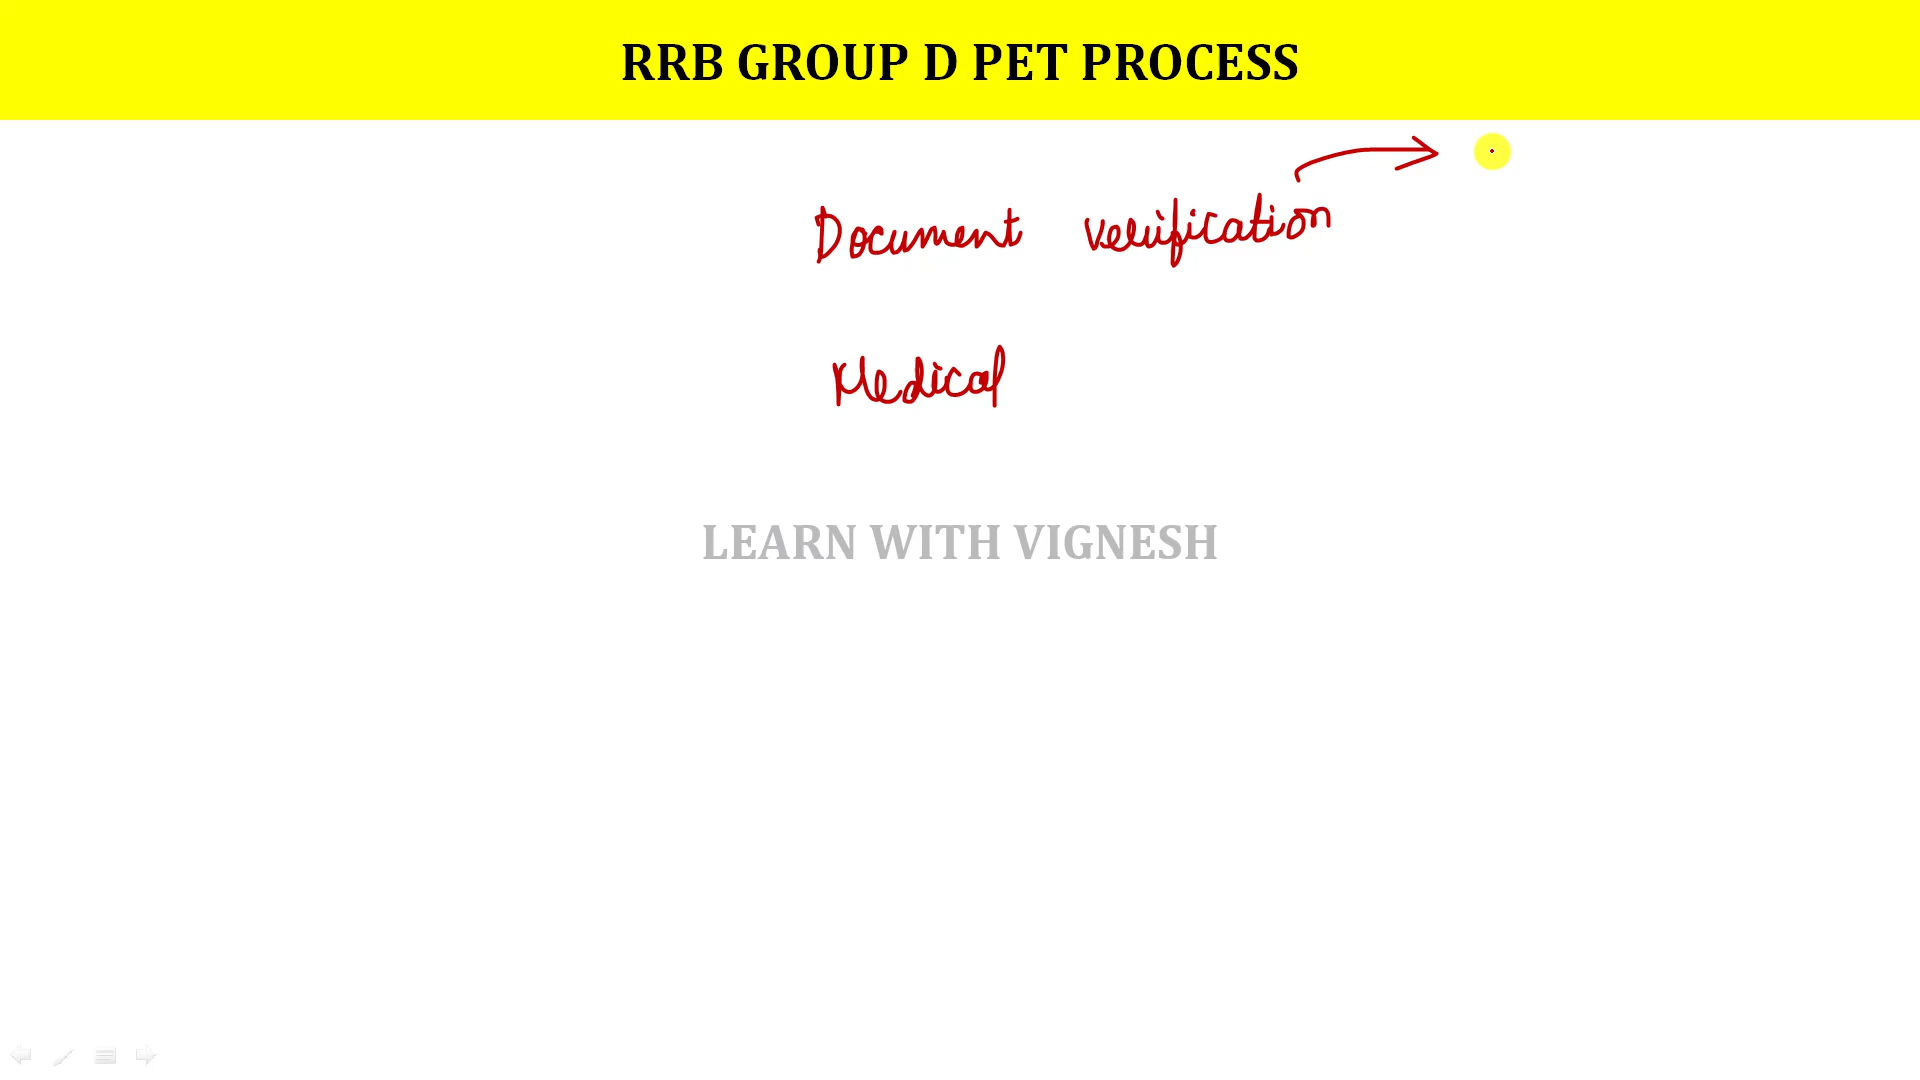 RRB GROUP D PET PROCESS
Document verification
Medical
LEARN WITH VIGNESH